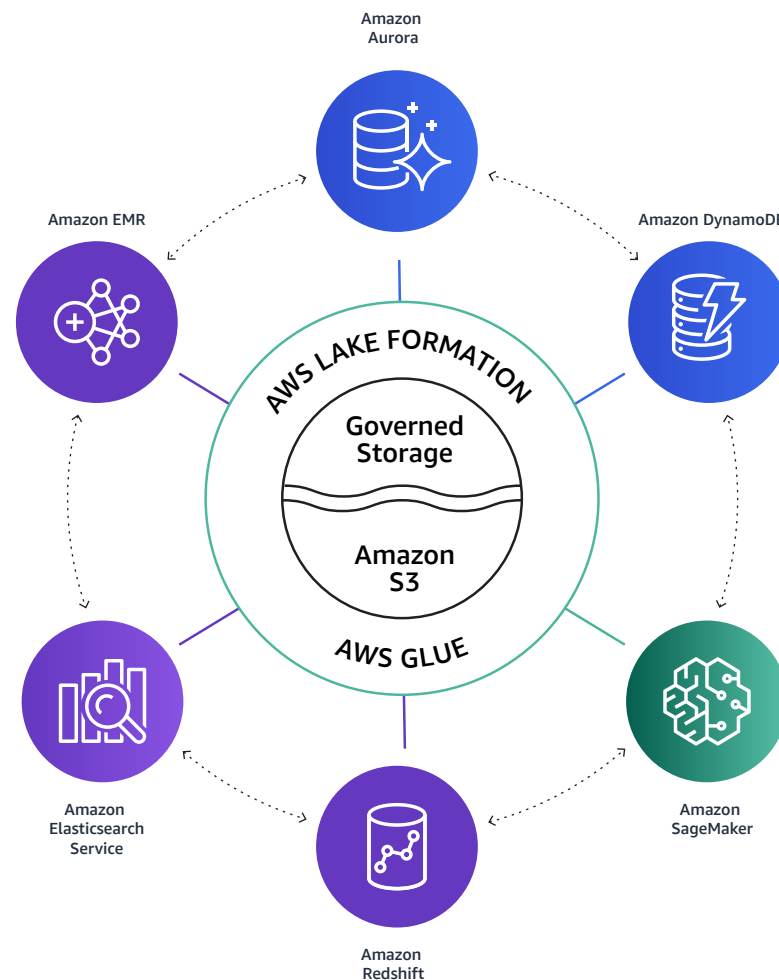 Amazon
Aurora
Amazon EMR
Amazon DynamoDB
AWS LAKE FORMATION
Governed
Storage
Amazon
S3
AWS GLUE
Amazon
Elasticsearch
Service
Amazon
SageMaker
Amazon
Redshift